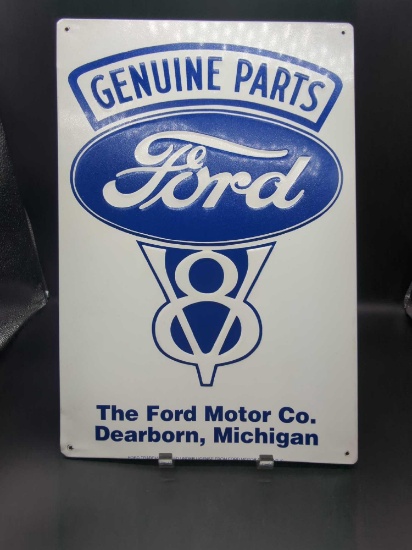 GENUINE PARTS
Ford
V8
The Ford Motor Co.
Dearborn, Michigan